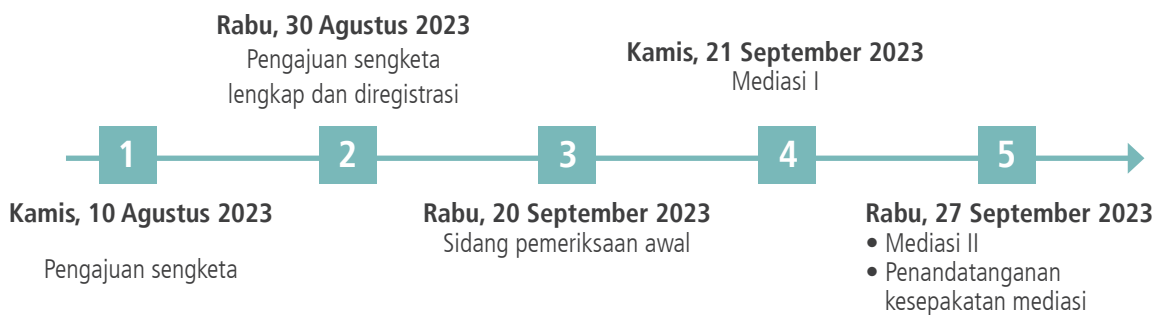 Rabu, 30 Agustus 2023
Pengajuan sengketa
lengkap dan diregistrasi
Kamis, 21 September 2023
Mediasi I
1
2
3
4
5
Kamis, 10 Agustus 2023
Pengajuan sengketa
Rabu, 20 September 2023
Sidang pemeriksaan awal
Rabu, 27 September 2023
• Mediasi II
• Penandatanganan
kesepakatan mediasi